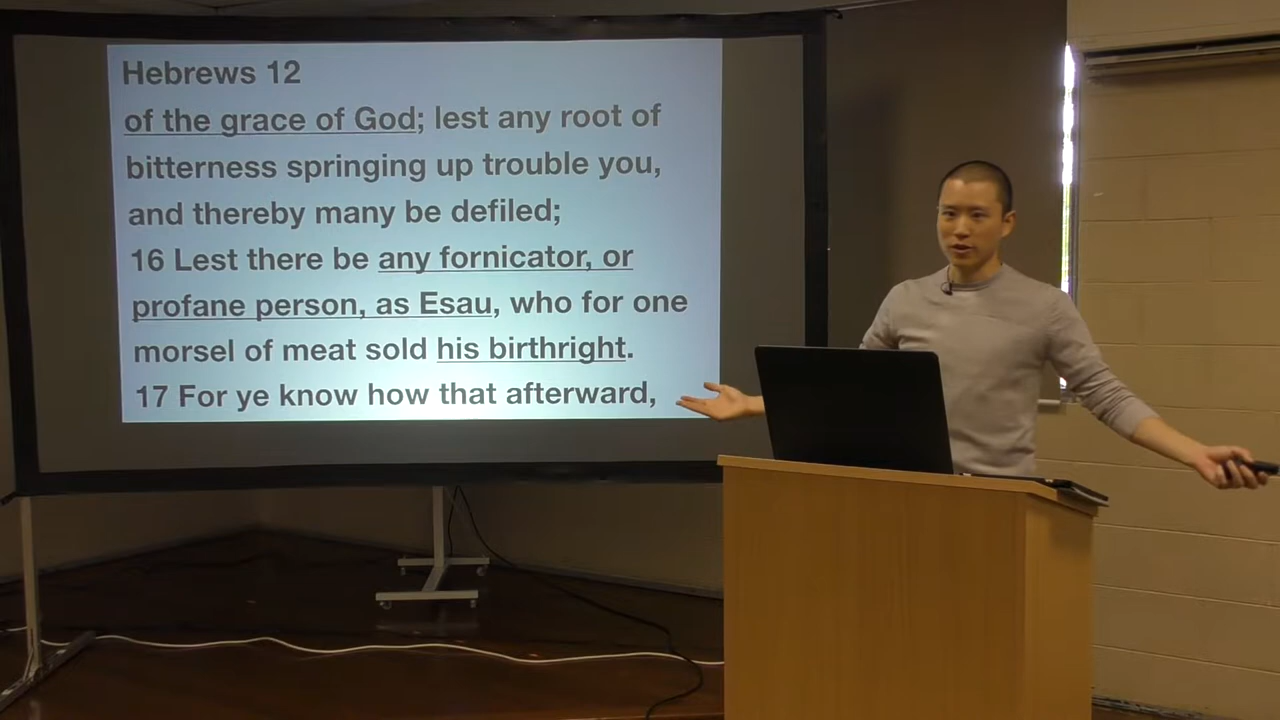 Hebrews 12
of the grace of God; lest any root of
bitterness springing up trouble you,
and thereby many be defiled;
16 Lest there be any fornicator, or
profane person, as Esau, who for one
morsel of meat sold his birthright.
17 For ye know how that afterward,